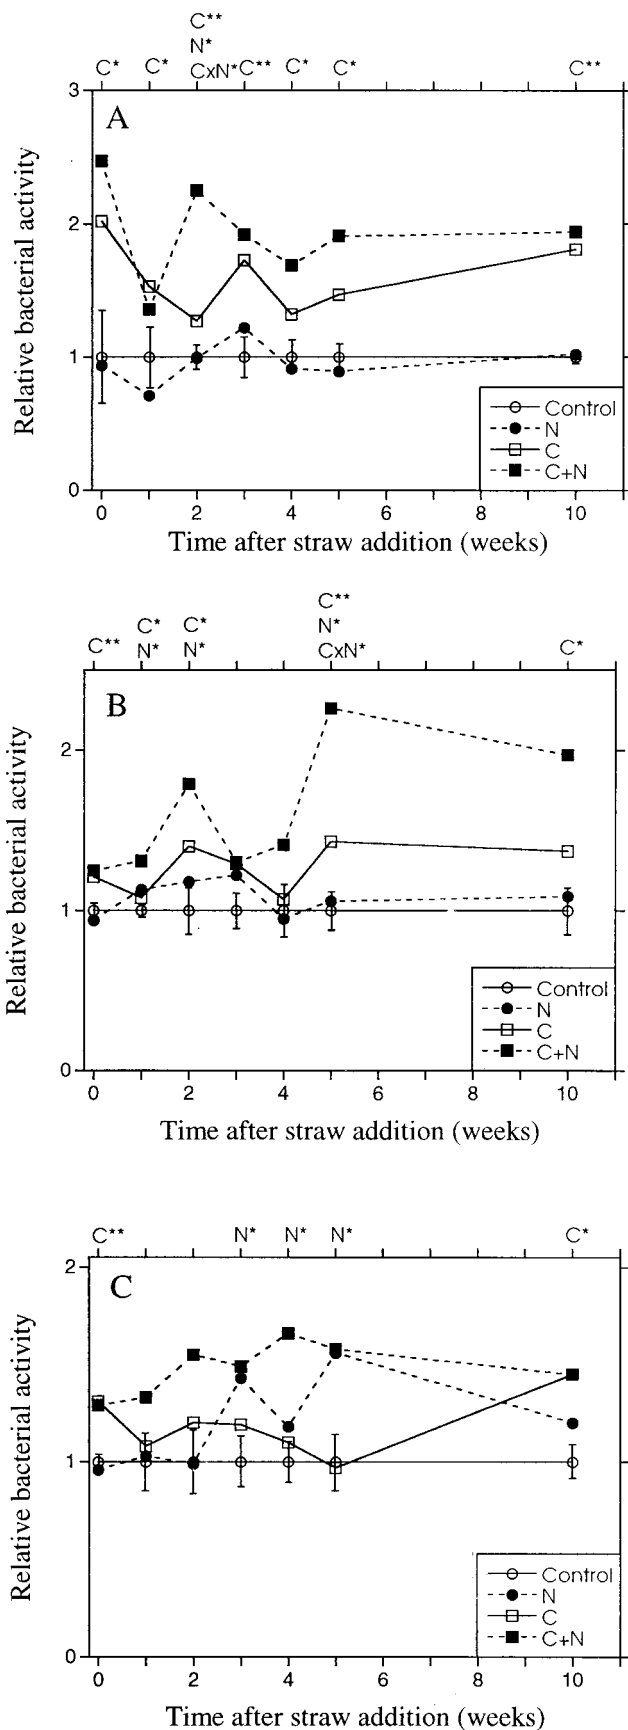 C**
N*
C* C* CxN* C** C* C* C**
3
A
2
1
0
Relative bacterial activity
Control
N
C
C+N
0 2 4 6 8 10
Time after straw addition (weeks)
C**
C* C* N*
C** N* N* CxN* C*
B
2
1
0
Relative bacterial activity
Control
N
C
C+N
0 2 4 6 8 10
Time after straw addition (weeks)
C** N* N* N* C*
2
C
1
0
Relative bacterial activity
Control
N
C
C+N
0 2 4 6 8 10
Time after straw addition (weeks)